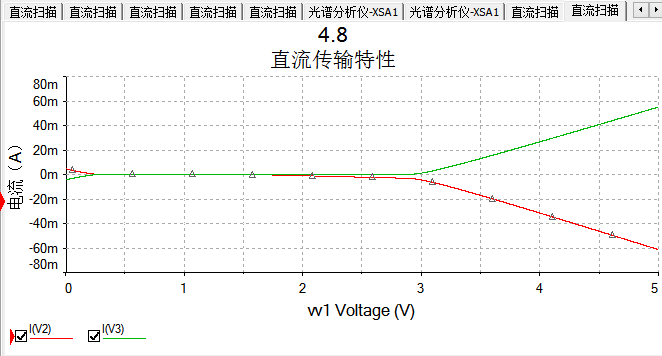 直流扫描 直流扫描 直流扫描 直流扫描 直流扫描 光谱分析仪-XSA1 光谱分析仪-XSA1 直流扫描 直流扫描
4.8
直流传输特性
80m
60m
40m
20m
0m
-20m
-40m
-60m
-80m
电流（A）
0 1 2 3 4 5
vv1 Voltage (V)
I(V2) I(V3)